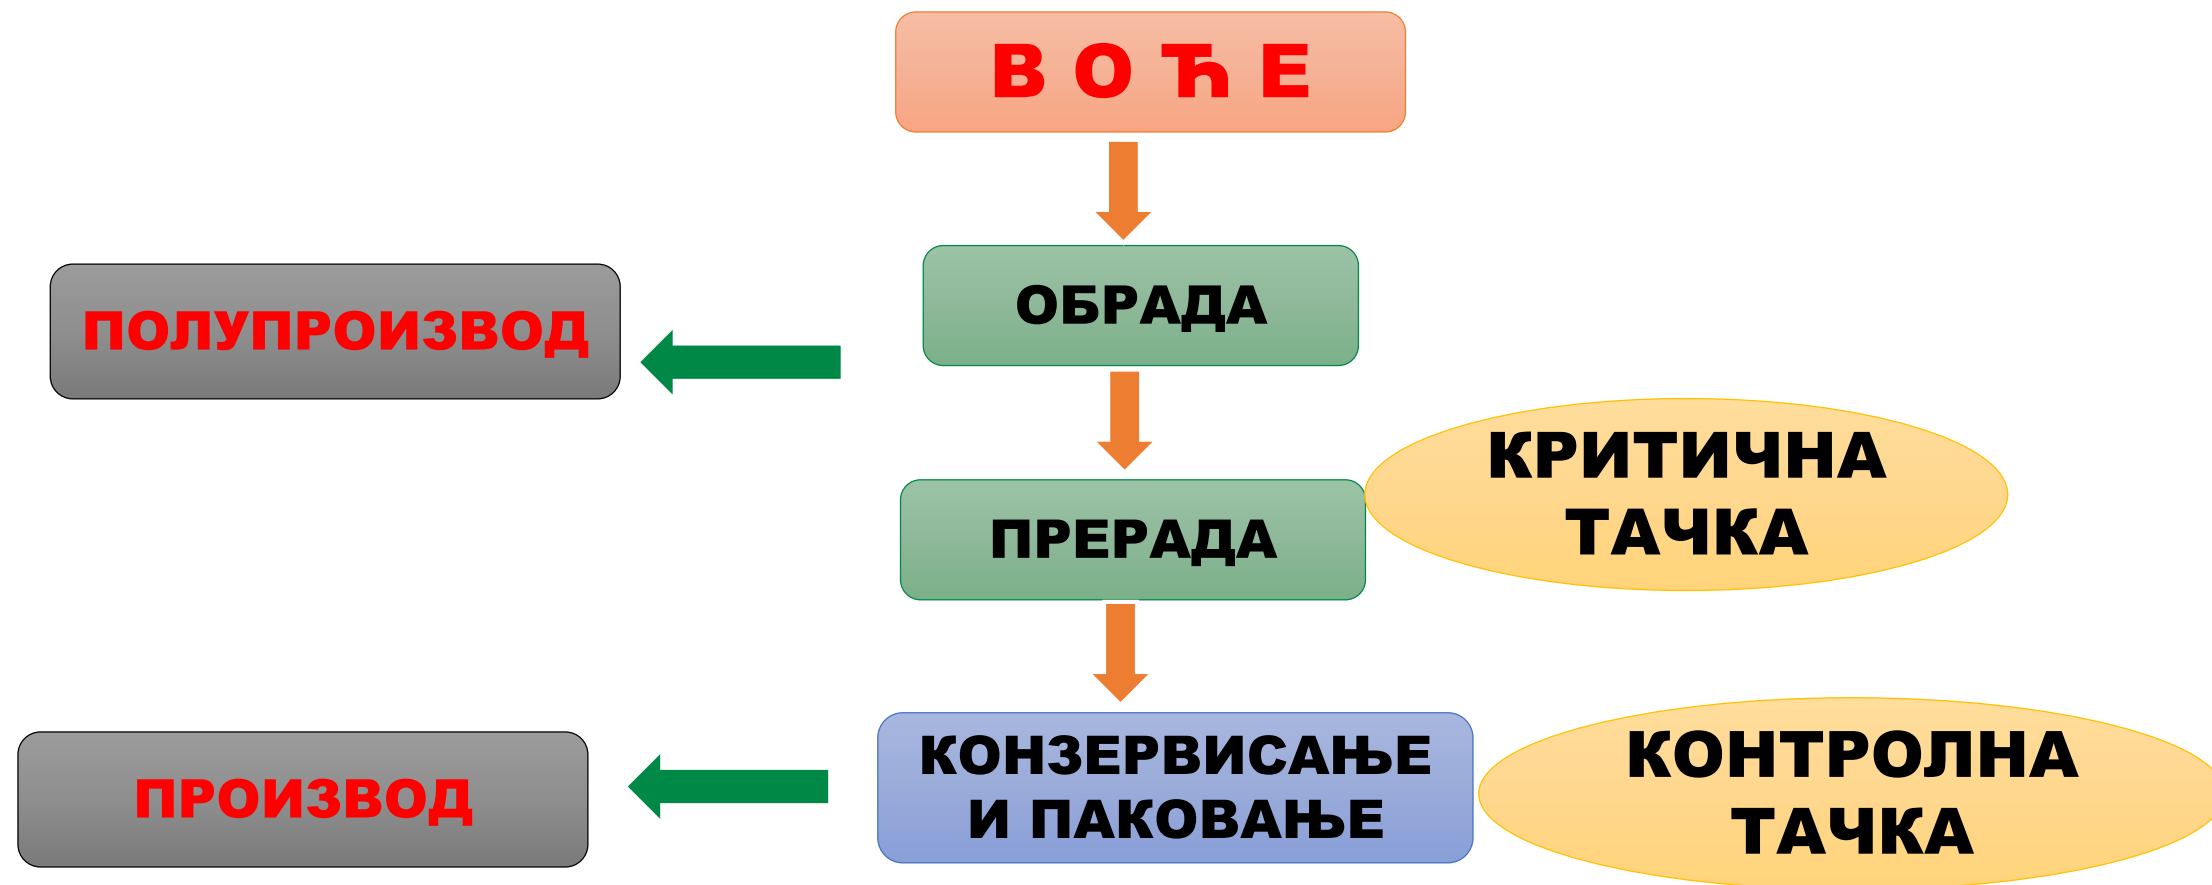 В О Ћ Е
ОБРАДА
ПОЛУПРОИЗВОД
КРИТИЧНА
ТАЧКА
ПРЕРАДА
КОНЗЕРВИСАЊЕ
И ПАКОВАЊЕ
КОНТРОЛНА
ТАЧКА
ПРОИЗВОД